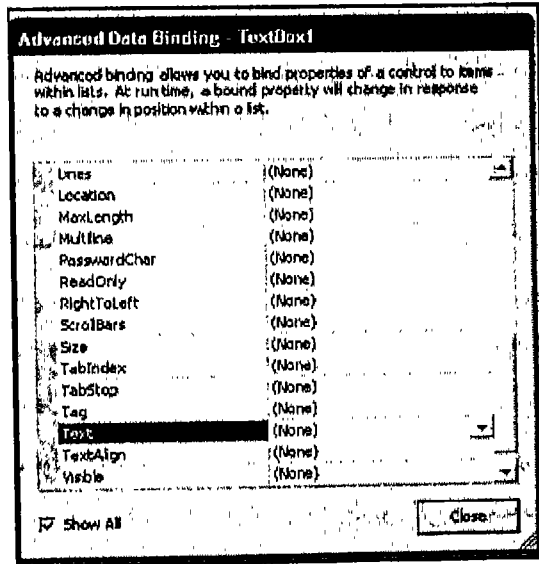 Advanced Data Binding - TextBox1
Advanced binding allows you to bind properties of a control to items
within lists. At run time, a bound property will change in response
to a change in position within a list.
Lines (None)
Location (None)
MaxLength (None)
Multiline (None)
PasswordChar (None)
ReadOnly (None)
RightToLeft (None)
ScrollBars (None)
Size (None)
TabIndex (None)
TabStop (None)
Tag (None)
Text (None)
TextAlign (None)
Visible (None)
Show All
Close